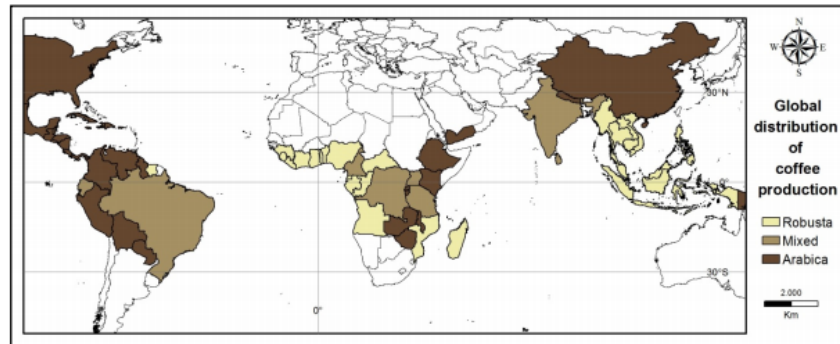 N
W E
S
30°N
Global
distribution
of
coffee
production
0°
Robusta
Mixed
Arabica
30°S
2.000
Km
0°